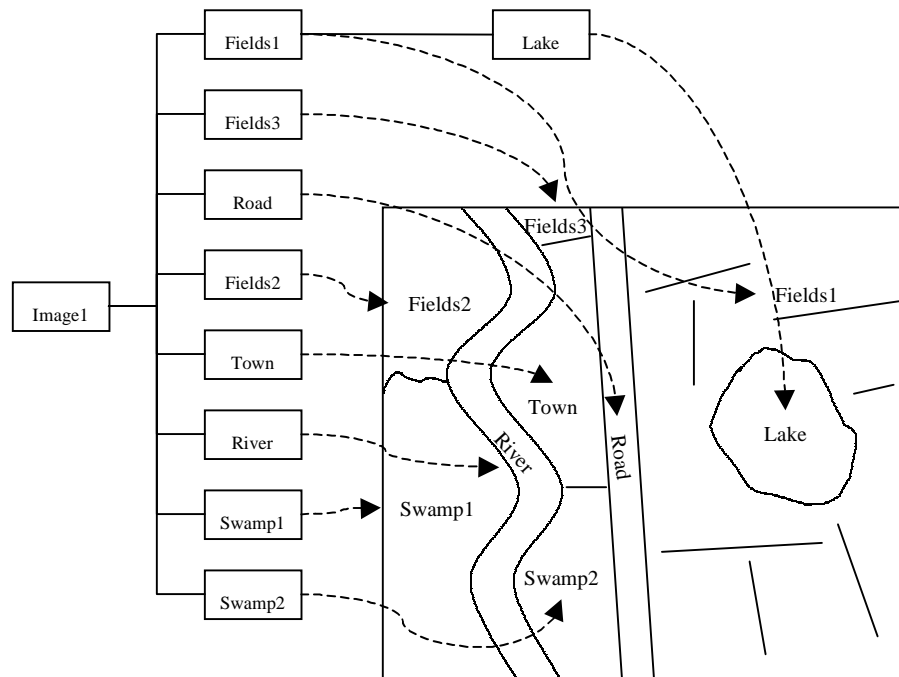 Fields1
Lake
Fields3
Road
Fields2
Image1
Town
River
Swamp1
Swamp2
Fields3
Fields2
Fields1
Town
Lake
River
Road
Swamp1
Swamp2